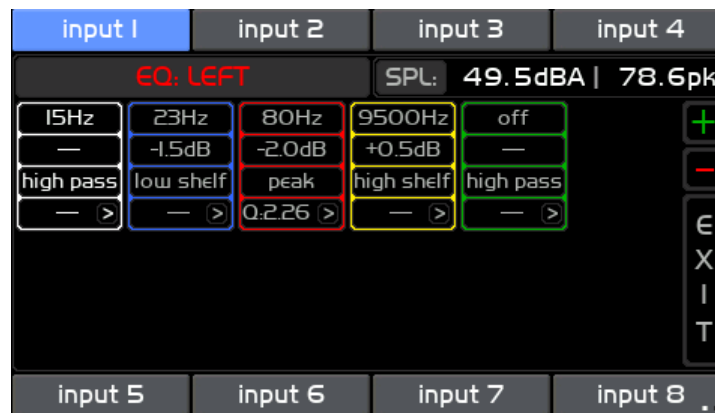 input 1 input 2 input 3 input 4
EQ: LEFT SPL: 49.5dBA | 78.6pk
15Hz 23Hz 80Hz 9500Hz off +
— -1.5dB -2.0dB +0.5dB — −
high pass low shelf peak high shelf high pass
— > — > Q:2.26 > — > — >
E
X
I
T
input 5 input 6 input 7 input 8